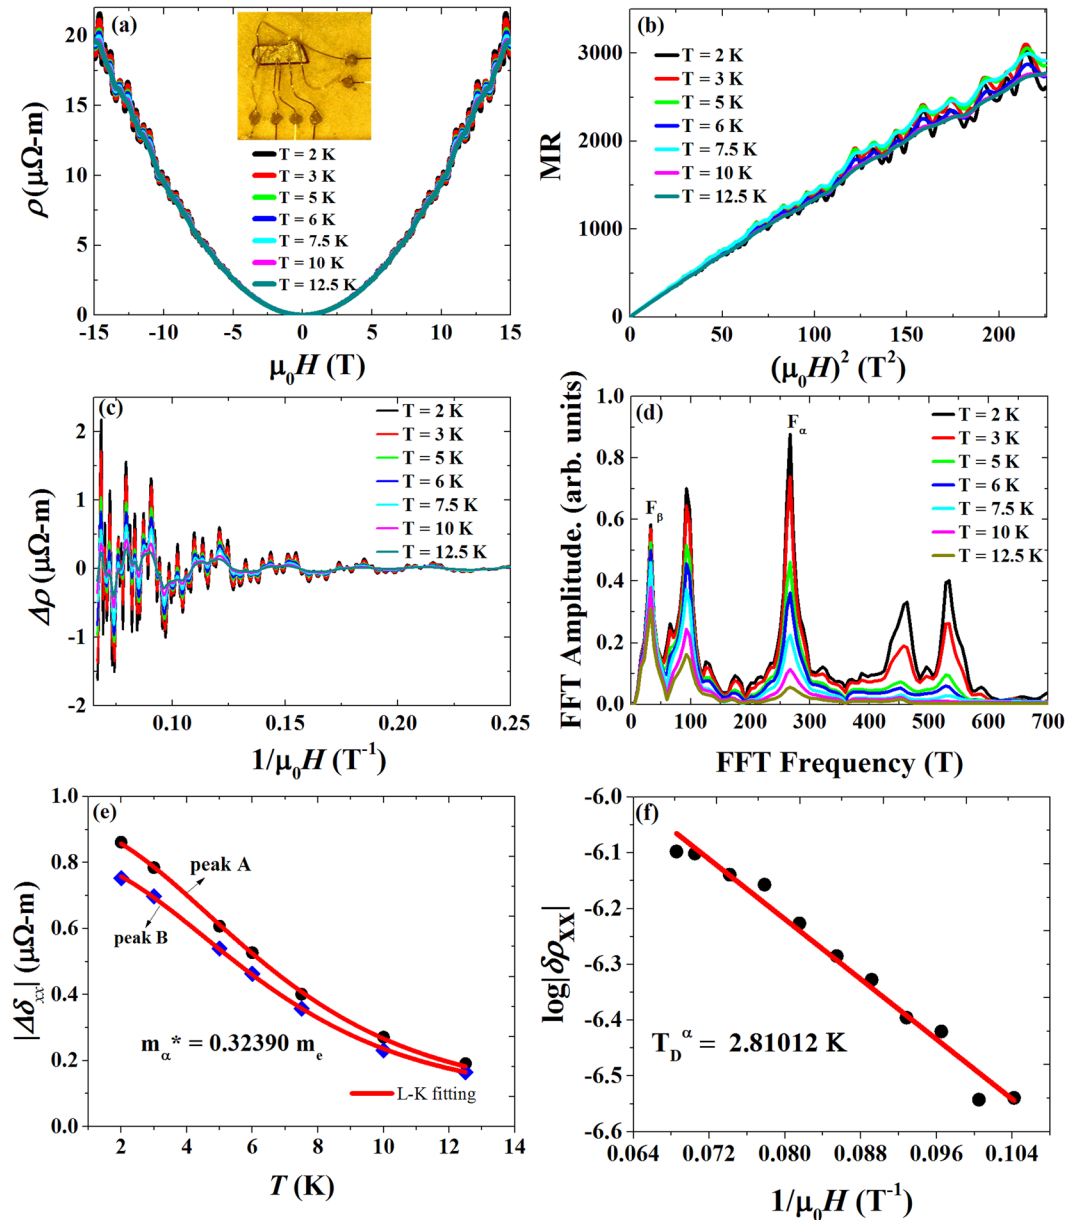 (a)
T = 2 K
T = 3 K
T = 5 K
T = 6 K
T = 7.5 K
T = 10 K
T = 12.5 K
20
15
10
5
0
-15 -10 -5 0 5 10 15
ρ(μΩ-m)
μ₀H (T)
(b)
T = 2 K
T = 3 K
T = 5 K
T = 6 K
T = 7.5 K
T = 10 K
T = 12.5 K
3000
2000
1000
0
0 50 100 150 200
MR
(μ₀H)² (T²)
(c)
T = 2 K
T = 3 K
T = 5 K
T = 6 K
T = 7.5 K
T = 10 K
T = 12.5 K
2
1
0
-1
-2
0.10 0.15 0.20 0.25
Δρ (μΩ-m)
1/μ₀H (T⁻¹)
(d)
Fα
Fβ
T = 2 K
T = 3 K
T = 5 K
T = 6 K
T = 7.5 K
T = 10 K
T = 12.5 K
1.0
0.8
0.6
0.4
0.2
0.0
0 100 200 300 400 500 600 700
FFT Amplitude. (arb. units)
FFT Frequency (T)
(e)
peak A
peak B
mα* = 0.32390 mₑ
L-K fitting
1.0
0.8
0.6
0.4
0.2
0.0
2 4 6 8 10 12 14
|Δδxx| (μΩ-m)
T (K)
(f)
T_D^α = 2.81012 K
-6.0
-6.1
-6.2
-6.3
-6.4
-6.5
-6.6
0.064 0.072 0.080 0.088 0.096 0.104
log|δρXX|
1/μ₀H (T⁻¹)